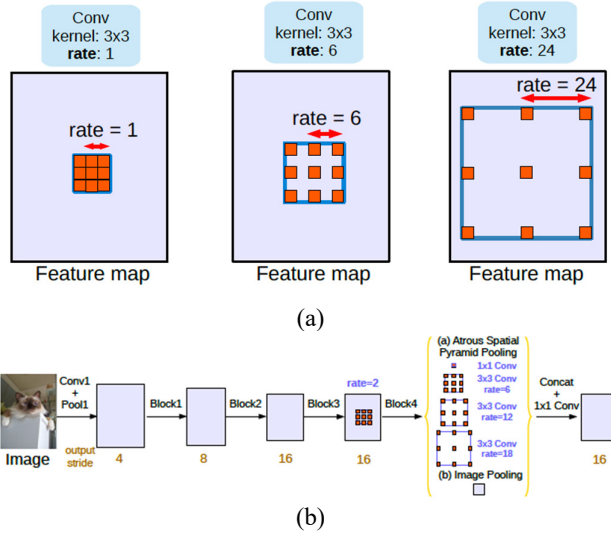 Conv
kernel: 3x3
rate: 1
Conv
kernel: 3x3
rate: 6
Conv
kernel: 3x3
rate: 24
rate = 1
rate = 6
rate = 24
Feature map
Feature map
Feature map
(a)
(a) Atrous Spatial
Pyramid Pooling
1x1 Conv
3x3 Conv
rate=6
3x3 Conv
rate=12
3x3 Conv
rate=18
(b) Image Pooling
Conv1
+
Pool1
Block1
Block2
Block3
rate=2
Block4
Concat
+
1x1 Conv
Image
output
stride
4
8
16
16
16
(b)